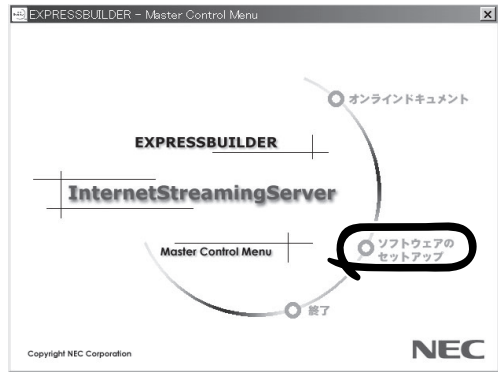 EXPRESSBUILDER - Master Control Menu
オンラインドキュメント
EXPRESSBUILDER
InternetStreamingServer
ソフトウェアの
セットアップ
Master Control Menu
終了
Copyright NEC Corporation
NEC